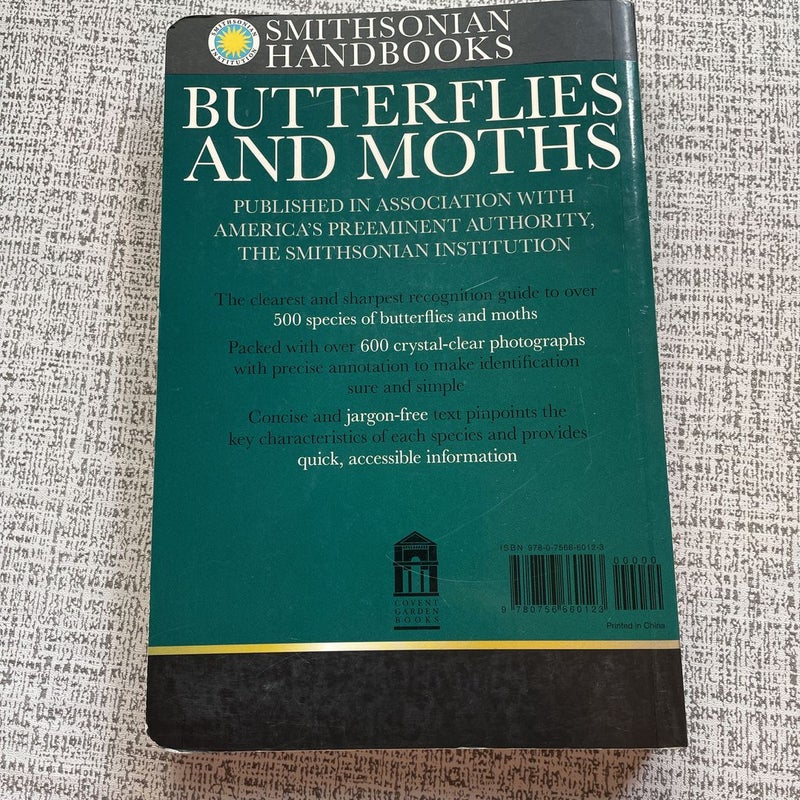 SMITHSONIAN INSTITUTION
SMITHSONIAN
HANDBOOKS
BUTTERFLIES
AND MOTHS
PUBLISHED IN ASSOCIATION WITH
AMERICA'S PREEMINENT AUTHORITY,
THE SMITHSONIAN INSTITUTION
The clearest and sharpest recognition guide to over
500 species of butterflies and moths
Packed with over 600 crystal-clear photographs
with precise annotation to make identification
sure and simple
Concise and jargon-free text pinpoints the
key characteristics of each species and provides
quick, accessible information
COVENT
GARDEN
BOOKS
ISBN 978-0-7566-6012-3
00000
9 780756 660123
Printed in China